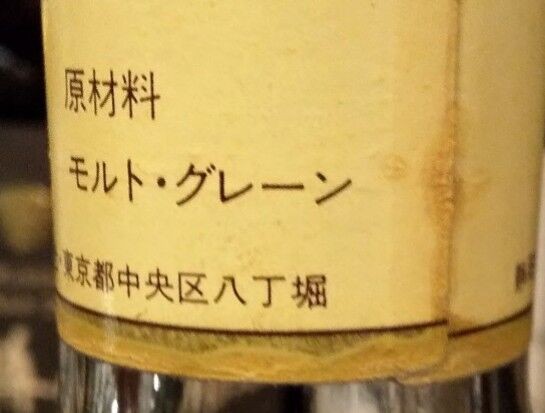 原材料
モルト・グレーン
東京都中央区八丁堀